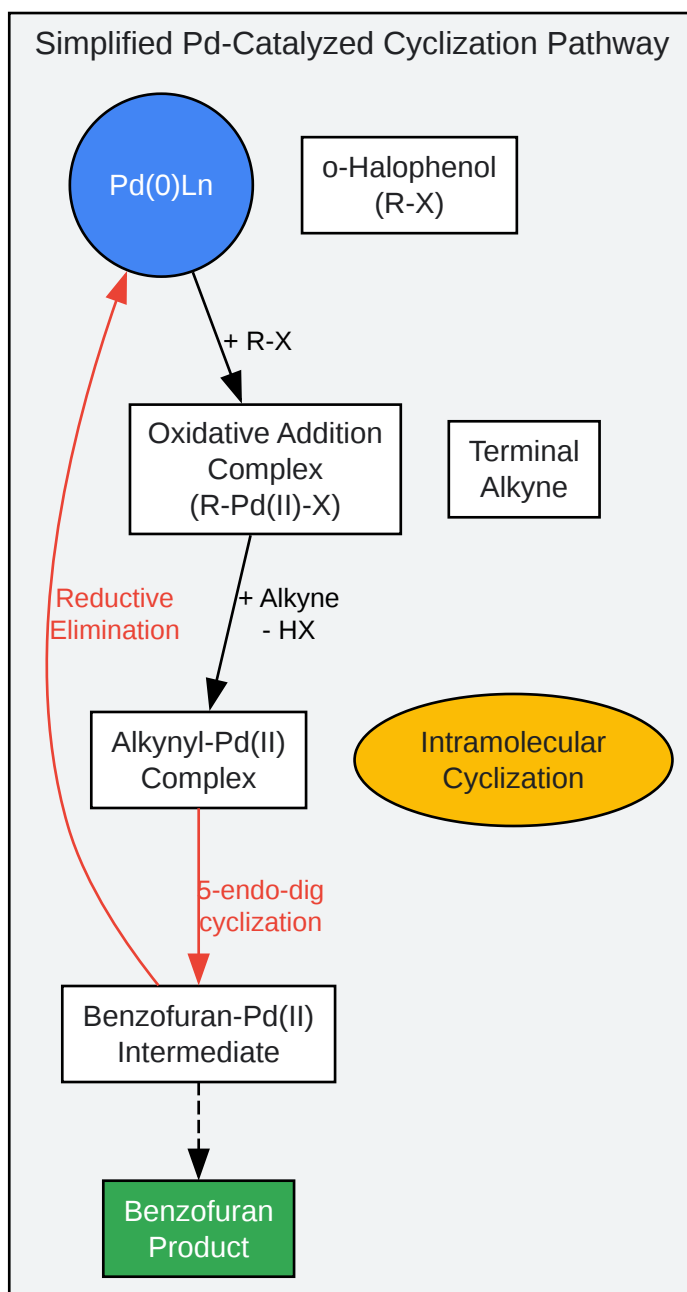 Simplified Pd-Catalyzed Cyclization Pathway
Pd(0)Ln
o-Halophenol
(R-X)
+ R-X
Oxidative Addition
Complex
(R-Pd(II)-X)
Terminal
Alkyne
Reductive
Elimination
+ Alkyne
- HX
Alkynyl-Pd(II)
Complex
Intramolecular
Cyclization
5-endo-dig
cyclization
Benzofuran-Pd(II)
Intermediate
Benzofuran
Product